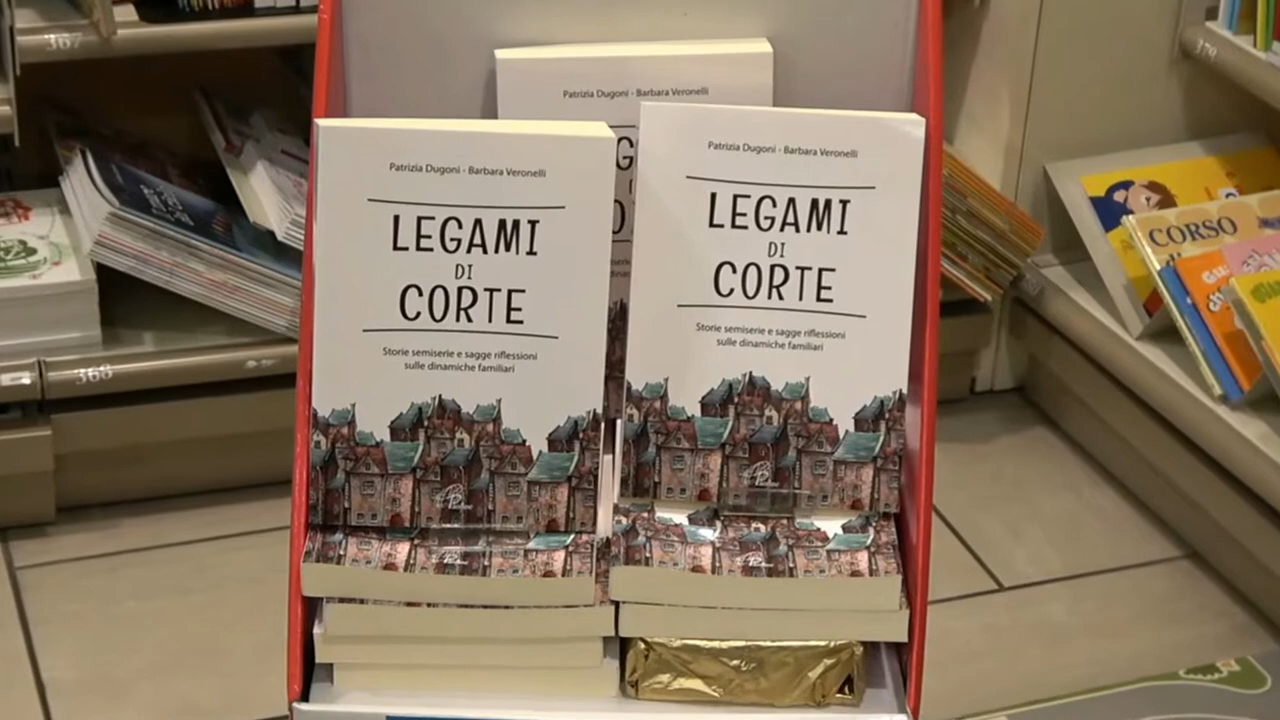 367
379
Patrizia Dugoni - Barbara Veronelli
Patrizia Dugoni - Barbara Veronelli
LEGAMI
DI
CORTE
Storie semiserie e sagge riflessioni
sulle dinamiche familiari
Patrizia Dugoni - Barbara Veronelli
LEGAMI
DI
CORTE
Storie semiserie e sagge riflessioni
sulle dinamiche familiari
CORSO
368